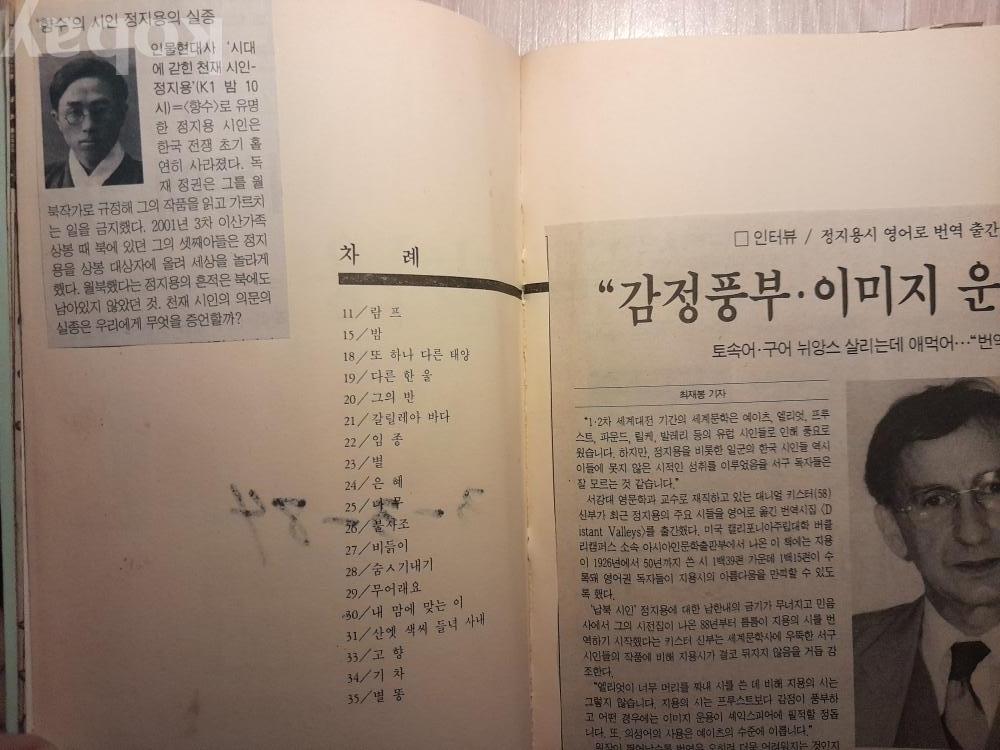 kobay
'향수'의 시인 정지용의 실종
인물현대사 '시대
에 갇힌 천재 시인-
정지용'(K1 밤 10
시)=<향수>로 유명
한 정지용 시인은
한국 전쟁 초기 홀
연히 사라졌다. 독
재 정권은 그를 월
북작가로 규정해 그의 작품을 읽고 가르치
는 일을 금지했다. 2001년 3차 이산가족
상봉 때 북에 있던 그의 셋째아들은 정지
용을 상봉 대상자에 올려 세상을 놀라게
했다. 월북했다는 정지용의 흔적은 북에도
남아있지 않았던 것. 천재 시인의 의문의
실종은 우리에게 무엇을 증언할까?
차 례
11/람 프
15/밤
18/또 하나 다른 태양
19/다른 한 울
20/그의 반
21/갈릴레아 바다
22/임 종
23/별
24/은 혜
25/나 무
26/불사조
27/비듥이
28/숨ㅅ기내기
29/무어래요
30/내 맘에 맞는 이
31/산엣 색씨 들녁 사내
33/고 향
34/기 차
35/별 똥
□ 인터뷰 / 정지용시 영어로 번역 출간
“감정풍부·이미지 운
토속어·구어 뉘앙스 살리는데 애먹어…“번역
최재봉 기자
“1·2차 세계대전 기간의 세계문학은 예이츠, 엘리엇, 프루
스트, 파운드, 릴케, 발레리 등의 유럽 시인들로 인해 풍요로
웠습니다. 하지만, 정지용을 비롯한 일군의 한국 시인들 역시
이들에 못지 않은 시적인 성취를 이루었음을 서구 독자들은
잘 모르는 것 같습니다.”
서강대 영문학과 교수로 재직하고 있는 대니얼 키스터(58)
신부가 최근 정지용의 주요 시들을 영어로 옮긴 번역시집 <D
istant Valleys>를 출간했다. 미국 캘리포니아주립대학 버클
리캠퍼스 소속 아시아인문학출판부에서 나온 이 책에는 지용
이 1926년에서 50년까지 쓴 시 1백39편 가운데 1백15편이 수
록돼 영어권 독자들이 지용시의 아름다움을 만끽할 수 있도
록 했다.
'납북 시인' 정지용에 대한 남한내의 금기가 무너지고 민음
사에서 그의 시전집이 나온 88년부터 틈틈이 지용의 시를 번
역하기 시작했다는 키스터 신부는 세계문학사에 우뚝한 서구
시인들의 작품에 비해 지용시가 결코 뒤지지 않음을 거듭 강
조한다.
“엘리엇이 너무 머리를 짜내 시를 쓴 데 비해 지용의 시는
그렇지 않습니다. 지용의 시는 프루스트보다 감정이 풍부하
고 어떤 경우에는 이미지 운용이 셰익스피어에 필적할 정돕
니다. 또, 의성어의 사용은 예이츠의 수준에 이릅니다.”